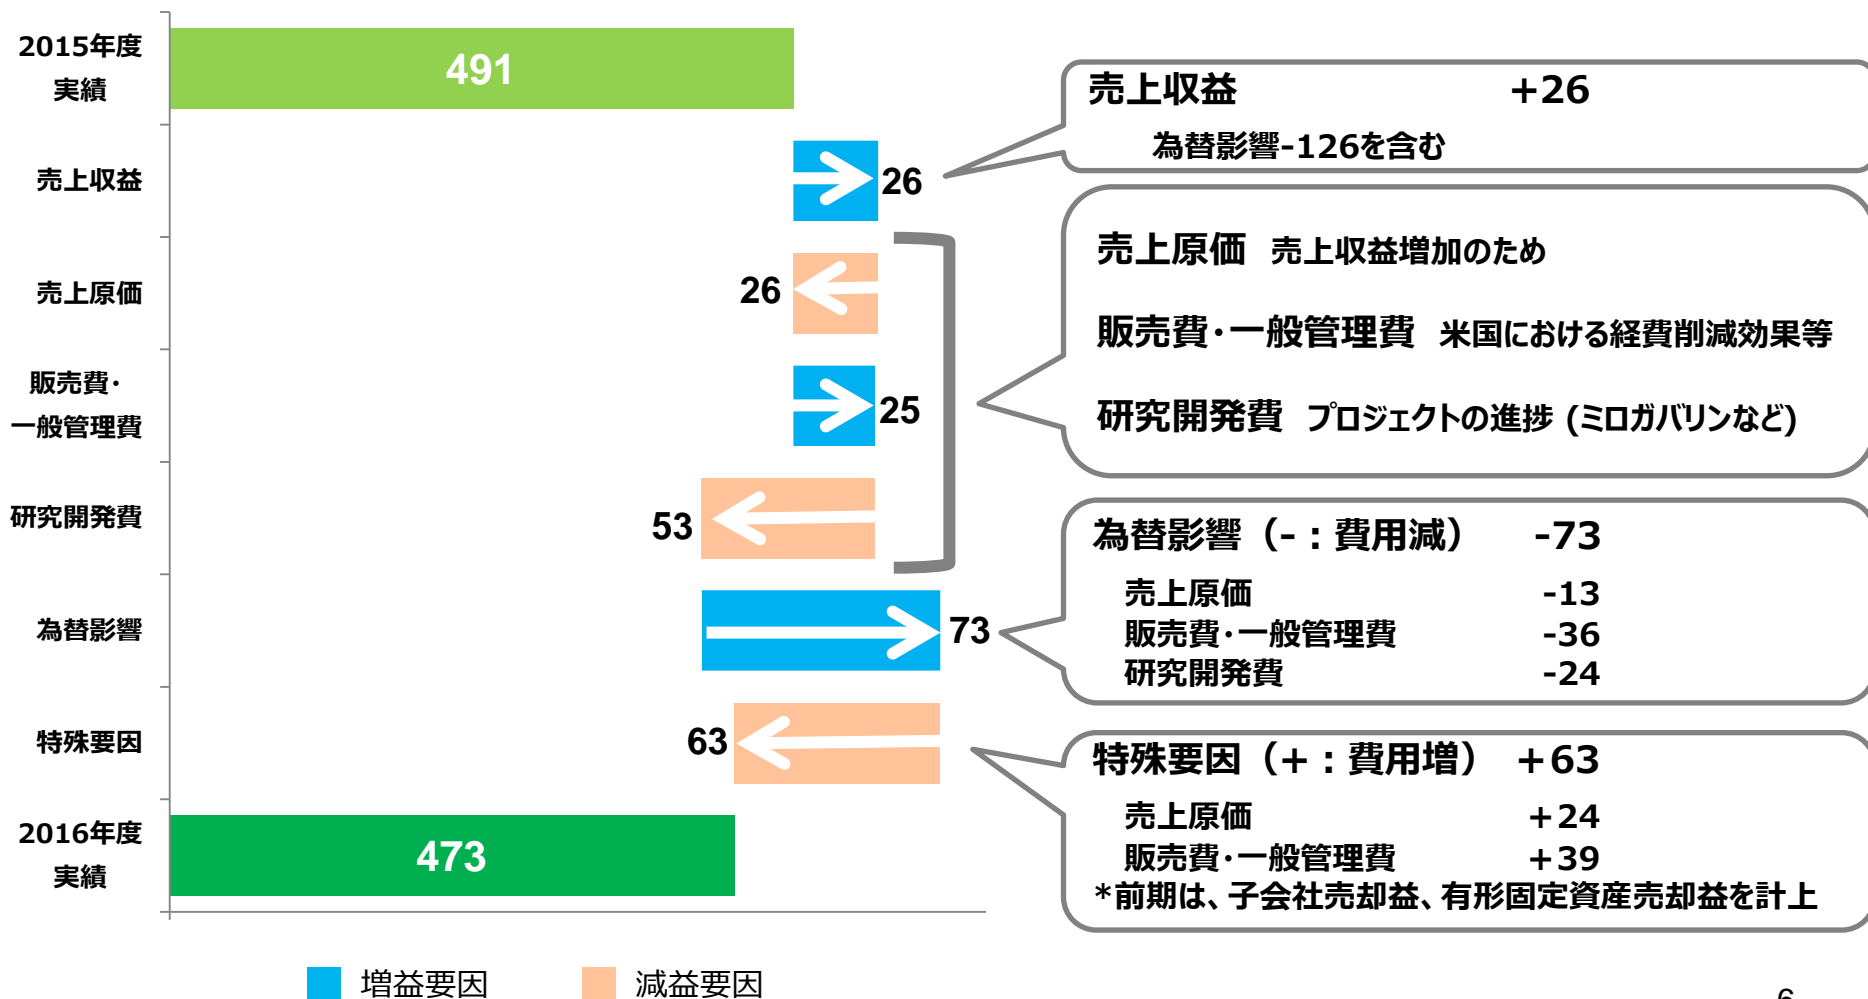 2015年度
実績
491
売上収益
26
売上原価
26
販売費・
一般管理費
25
研究開発費
53
為替影響
73
特殊要因
63
2016年度
実績
473
売上収益 +26
為替影響-126を含む
売上原価 売上収益増加のため
販売費・一般管理費 米国における経費削減効果等
研究開発費 プロジェクトの進捗 (ミロガバリンなど)
為替影響（-：費用減） -73
売上原価 -13
販売費・一般管理費 -36
研究開発費 -24
特殊要因（+：費用増） +63
売上原価 +24
販売費・一般管理費 +39
*前期は、子会社売却益、有形固定資産売却益を計上
増益要因
減益要因
6